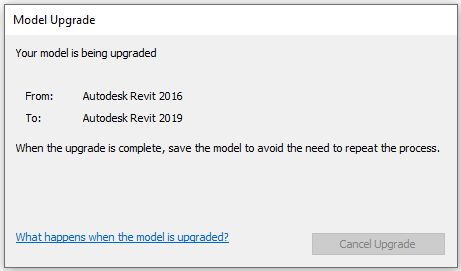 Model Upgrade
Your model is being upgraded
From: Autodesk Revit 2016
To: Autodesk Revit 2019
When the upgrade is complete, save the model to avoid the need to repeat the process.
What happens when the model is upgraded?
Cancel Upgrade